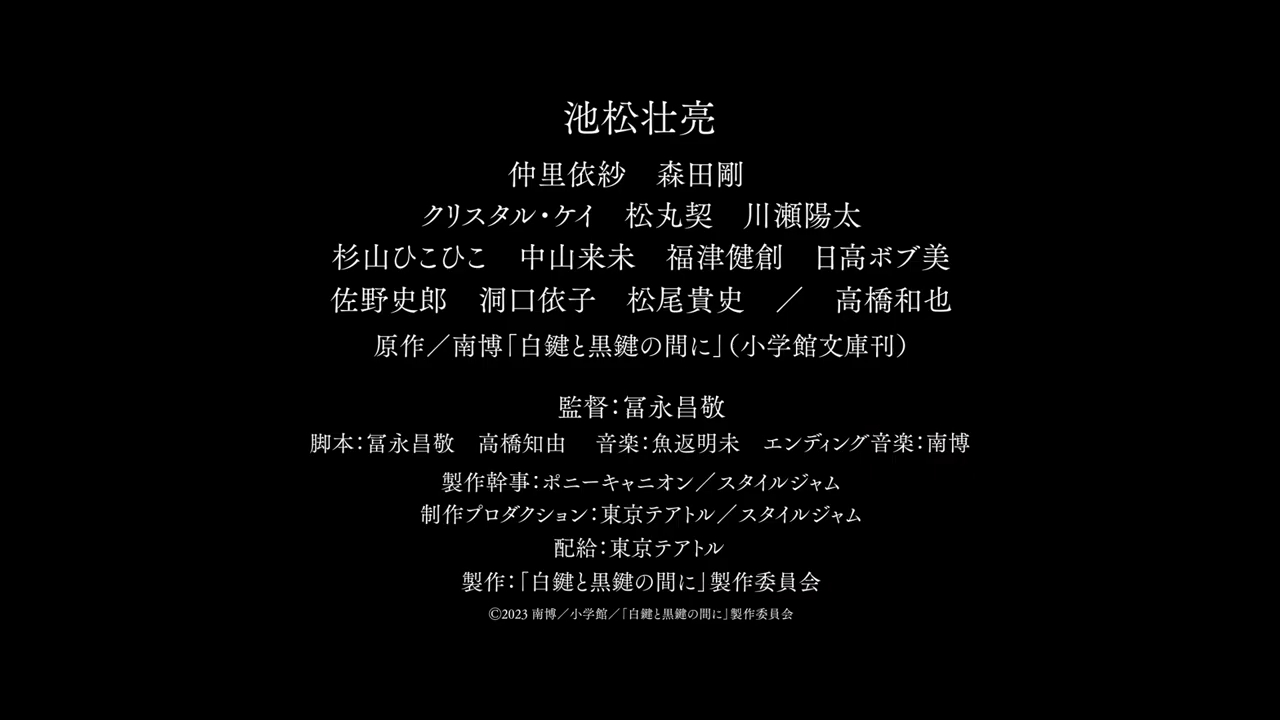 池松壮亮
仲里依紗　森田剛
クリスタル・ケイ　松丸契　川瀬陽太
杉山ひこひこ　中山来未　福津健創　日高ボブ美
佐野史郎　洞口依子　松尾貴史　／　高橋和也
原作／南博「白鍵と黒鍵の間に」（小学館文庫刊）
監督：冨永昌敬
脚本：冨永昌敬　高橋知由　音楽：魚返明未　エンディング音楽：南博
製作幹事：ポニーキャニオン／スタイルジャム
制作プロダクション：東京テアトル／スタイルジャム
配給：東京テアトル
製作：「白鍵と黒鍵の間に」製作委員会
©2023 南博／小学館／「白鍵と黒鍵の間に」製作委員会